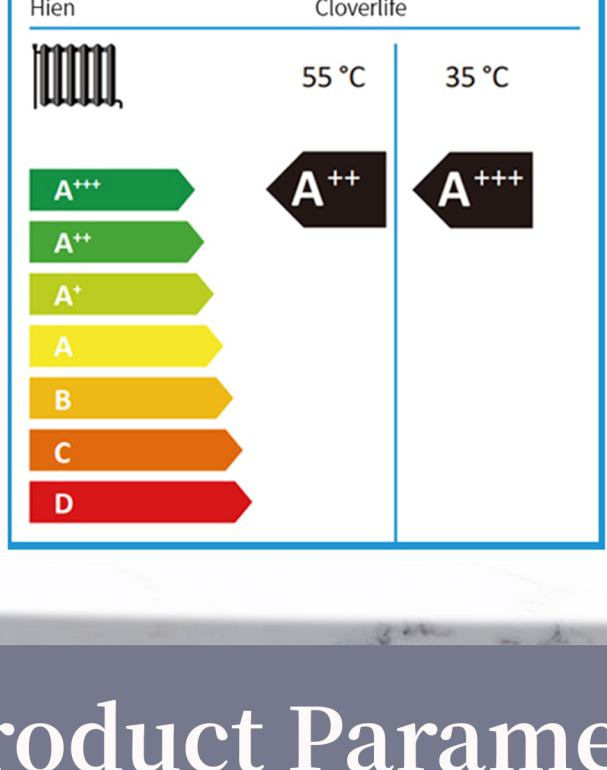 Hien Cloverlife
55 °C 35 °C
A+++ A++ A+++
A++
A+
A
B
C
D
roduct Parame